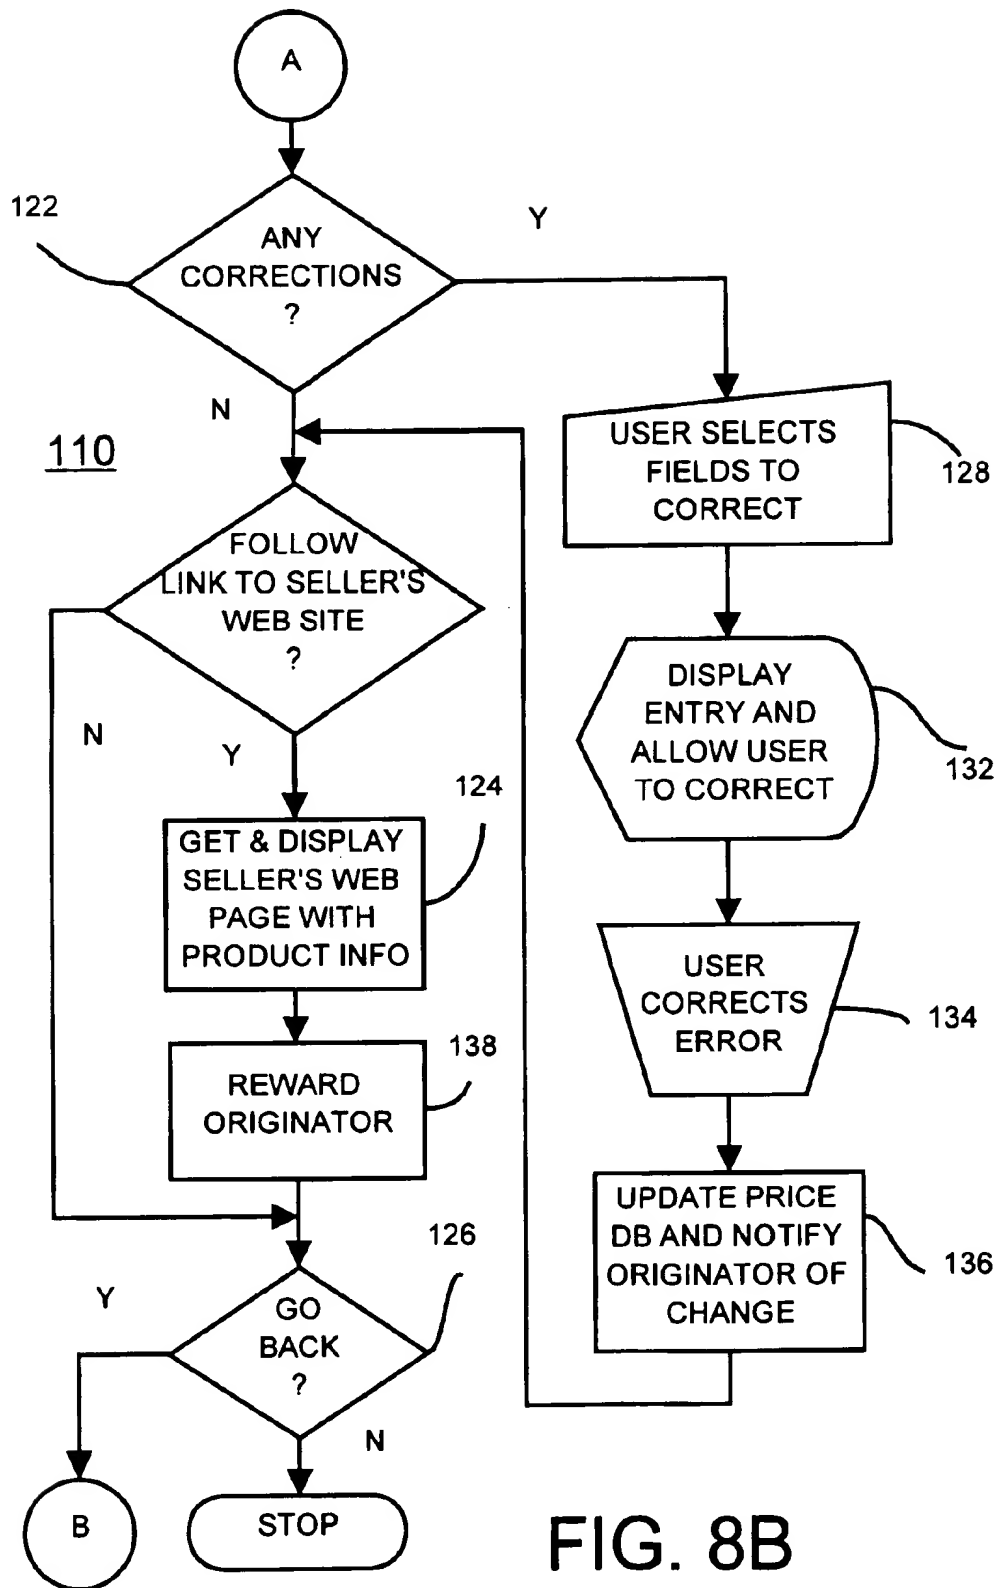 A
122
ANY
CORRECTIONS
?
Y
N
110
USER SELECTS
FIELDS TO
CORRECT
128
FOLLOW
LINK TO SELLER'S
WEB SITE
?
N
Y
DISPLAY
ENTRY AND
ALLOW USER
TO CORRECT
132
124
GET & DISPLAY
SELLER'S WEB
PAGE WITH
PRODUCT INFO
USER
CORRECTS
ERROR
134
138
REWARD
ORIGINATOR
UPDATE PRICE
DB AND NOTIFY
ORIGINATOR OF
CHANGE
136
126
Y
GO
BACK
?
N
B
STOP
FIG. 8B